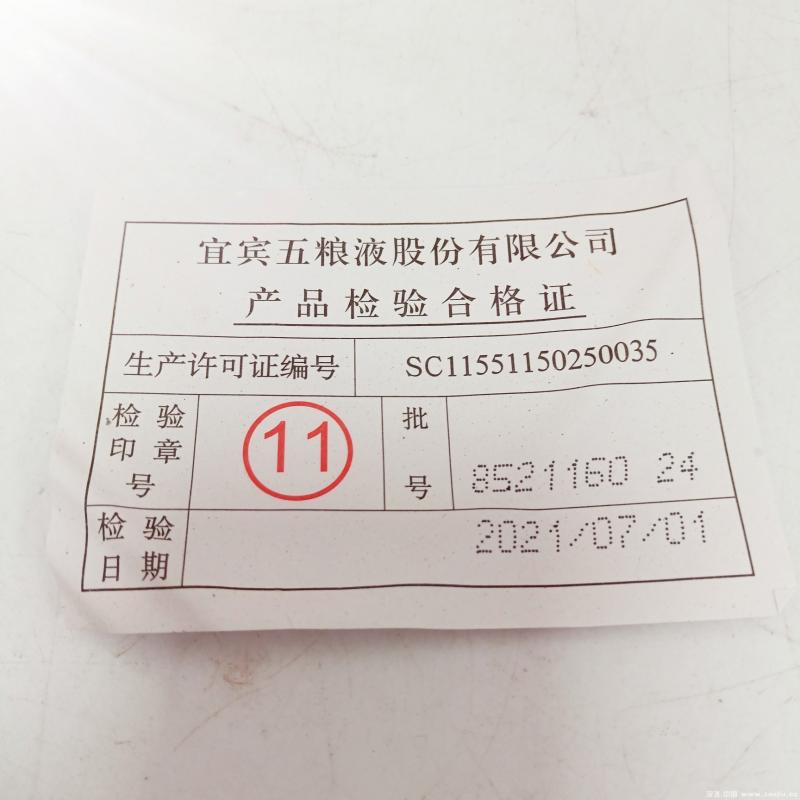 宜宾五粮液股份有限公司
产品检验合格证
生产许可证编号 SC11551150250035
检验印章号 11 批号 8521160 24
检验日期 2021/07/01